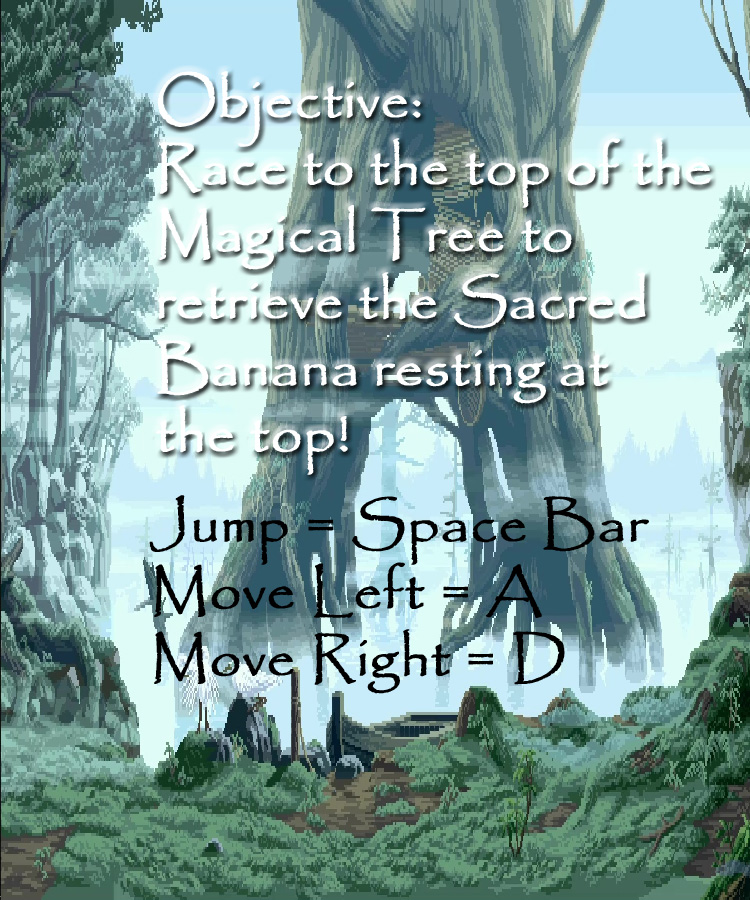 Objective:
Race to the top of the
Magical Tree to
retrieve the Sacred
Banana resting at
the top!
Jump = Space Bar
Move Left = A
Move Right = D